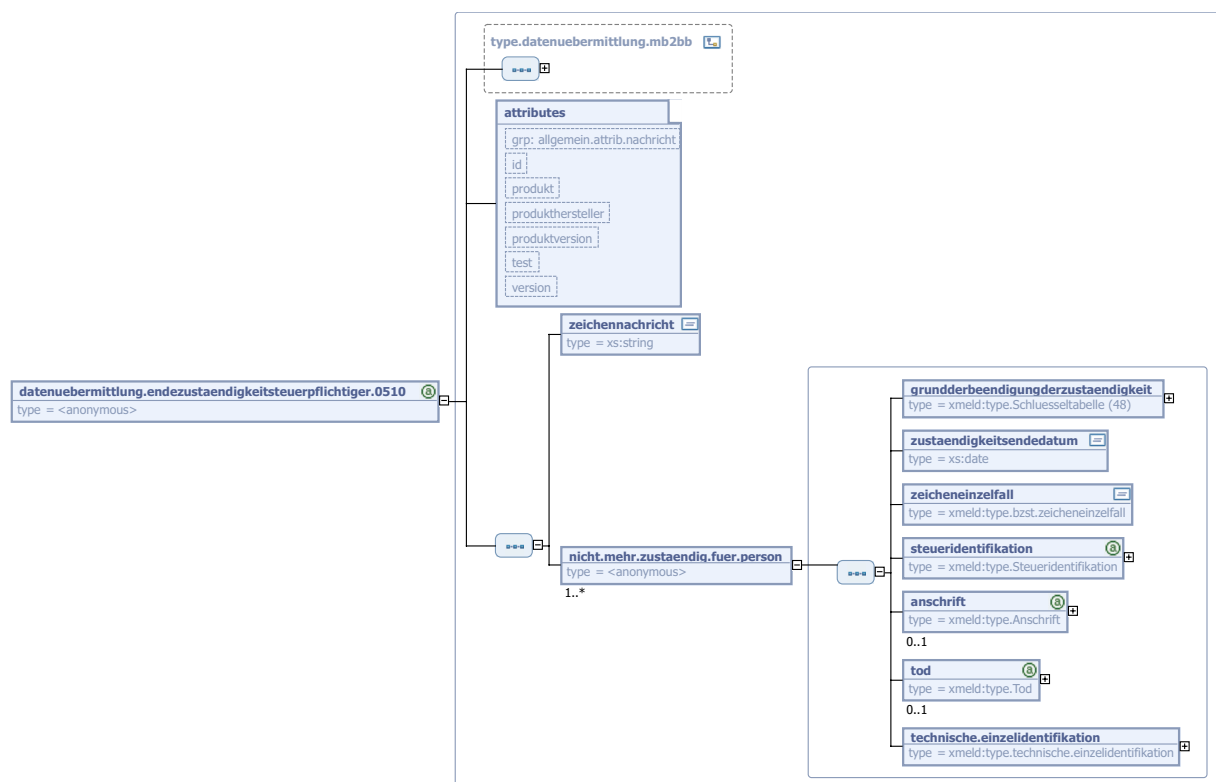 type.datenuebermittlung.mb2bb
attributes
grp: allgemein.attrib.nachricht
id
produkt
produkthersteller
produktversion
test
version
zeichennachricht
type = xs:string
datenuebermittlung.endezustaendigkeitsteuerpflichtiger.0510
type = <anonymous>
nicht.mehr.zustaendig.fuer.person
type = <anonymous>
1..*
grundderbeendigungderzustaendigkeit
type = xmeld:type.Schluesseltabelle (48)
zustaendigkeitsendedatum
type = xs:date
zeicheneinzelfall
type = xmeld:type.bzst.zeicheneinzelfall
steueridentifikation
type = xmeld:type.Steueridentifikation
anschrift
type = xmeld:type.Anschrift
0..1
tod
type = xmeld:type.Tod
0..1
technische.einzelidentifikation
type = xmeld:type.technische.einzelidentifikation